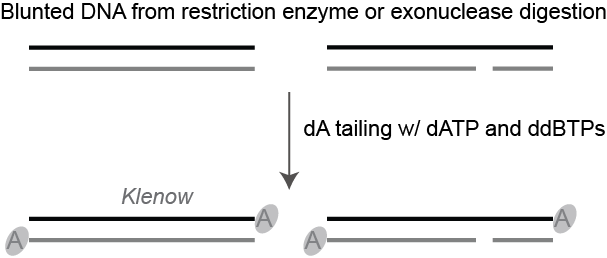 Blunted DNA from restriction enzyme or exonuclease digestion
dA tailing w/ dATP and ddBTPs
Klenow
A
A
A
A